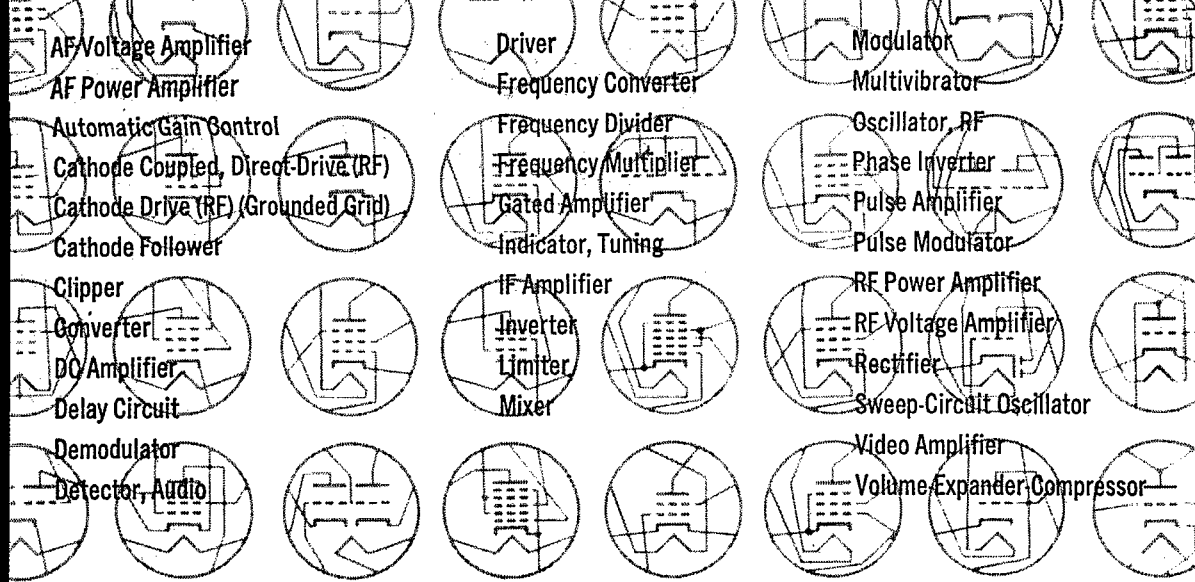 AF Voltage Amplifier
AF Power Amplifier
Automatic Gain Control
Cathode Coupled, Direct-Drive (RF)
Cathode Drive (RF) (Grounded Grid)
Cathode Follower
Clipper
Converter
DC Amplifier
Delay Circuit
Demodulator
Detector, Audio
Driver
Frequency Converter
Frequency Divider
Frequency Multiplier
Gated Amplifier
Indicator, Tuning
IF Amplifier
Inverter
Limiter
Mixer
Modulator
Multivibrator
Oscillator, RF
Phase Inverter
Pulse Amplifier
Pulse Modulator
RF Power Amplifier
RF Voltage Amplifier
Rectifier
Sweep-Circuit Oscillator
Video Amplifier
Volume Expander-Compressor